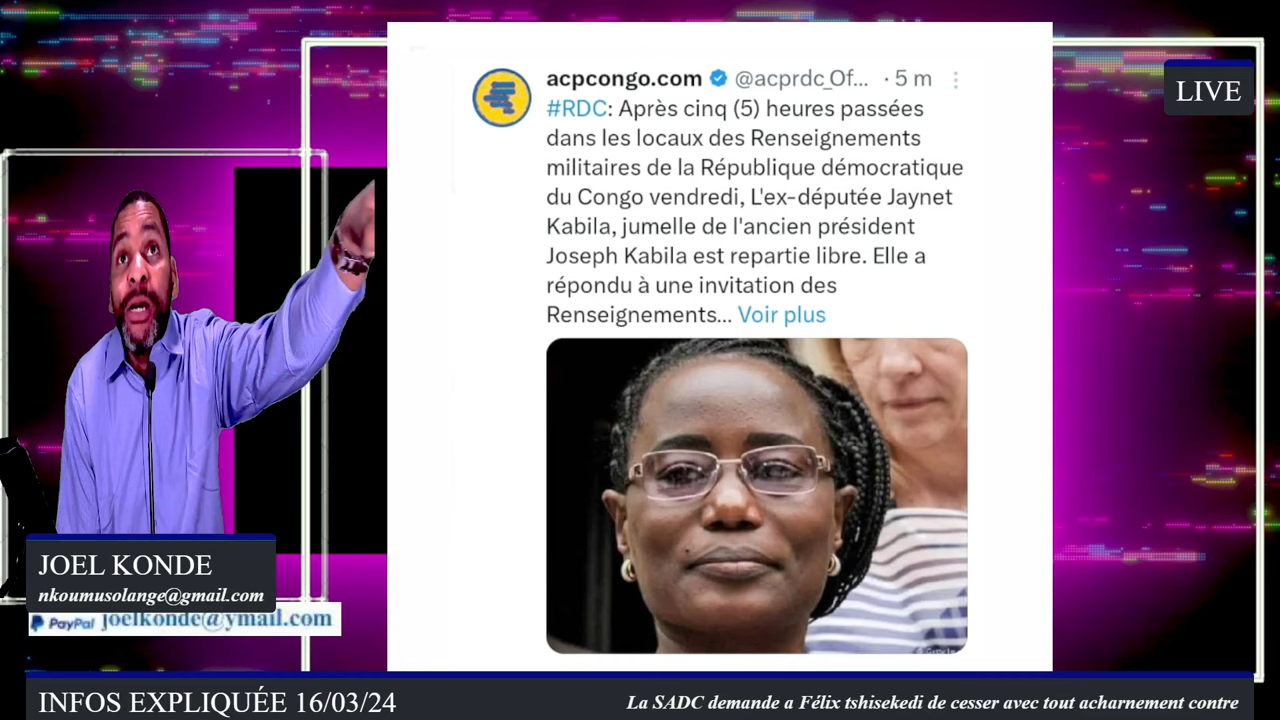 acpcongo.com @acprdc_Of... · 5 m
#RDC: Après cinq (5) heures passées
dans les locaux des Renseignements
militaires de la République démocratique
du Congo vendredi, L'ex-députée Jaynet
Kabila, jumelle de l'ancien président
Joseph Kabila est repartie libre. Elle a
répondu à une invitation des
Renseignements... Voir plus
LIVE
JOEL KONDE
nkoumusolange@gmail.com
PayPal joelkonde@ymail.com
INFOS EXPLIQUÉE 16/03/24
La SADC demande a Félix tshisekedi de cesser avec tout acharnement contre